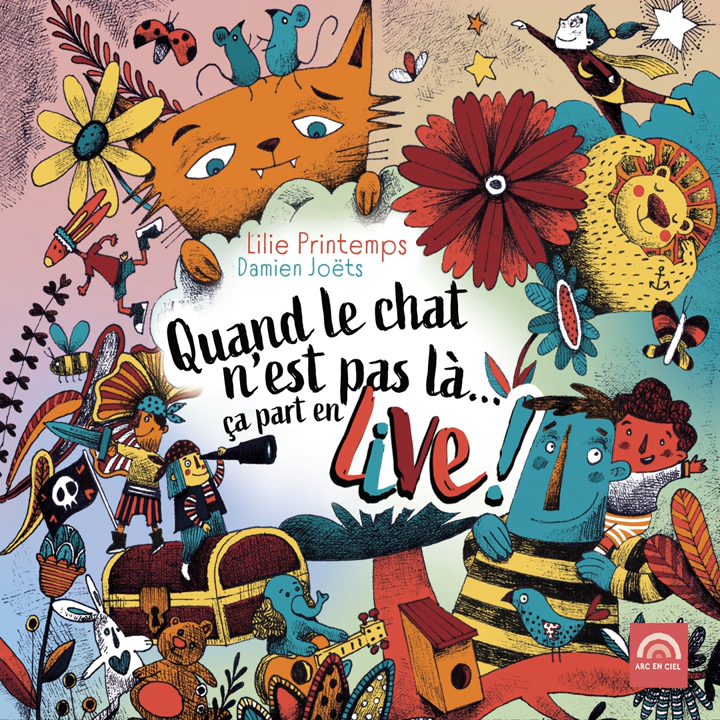 Lilie Printemps
Damien Joëts
Quand le chat
n'est pas là...
ça part en LiVe!
ARC EN CIEL